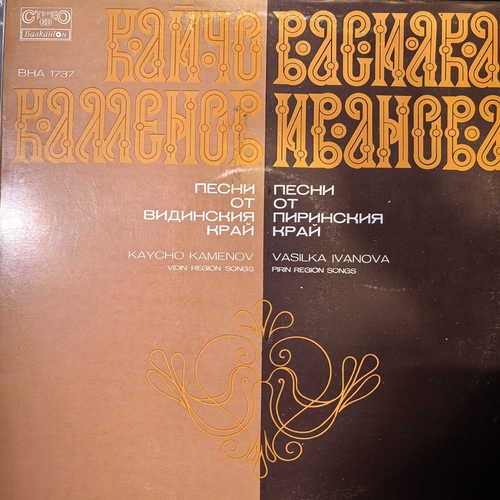 СТЕРЕО
Балкантон
ВНА 1737
КАЙЧО
КАМЕНОВ
ПЕСНИ
ОТ
ВИДИНСКИЯ
КРАЙ
KAYCHO KAMENOV
VIDIN REGION SONGS
ВАСИЛКА
ИВАНОВА
ПЕСНИ
ОТ
ПИРИНСКИЯ
КРАЙ
VASILKA IVANOVA
PIRIN REGION SONGS